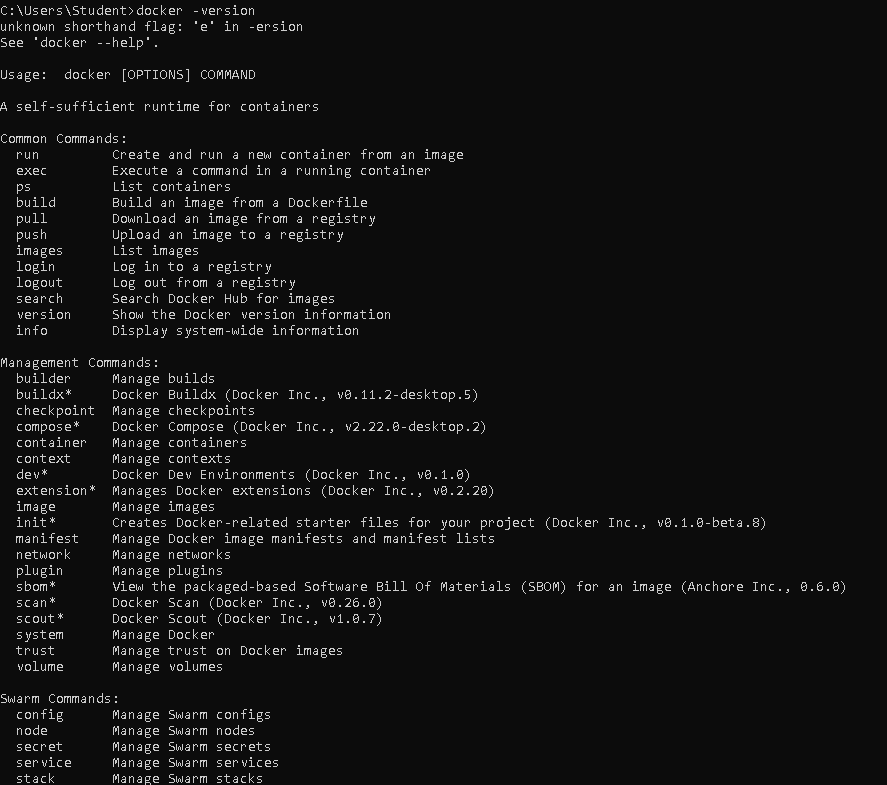 C:\Users\Student>docker -version
unknown shorthand flag: 'e' in -ersion
See 'docker --help'.
Usage:  docker [OPTIONS] COMMAND
A self-sufficient runtime for containers
Common Commands:
  run         Create and run a new container from an image
  exec        Execute a command in a running container
  ps          List containers
  build       Build an image from a Dockerfile
  pull        Download an image from a registry
  push        Upload an image to a registry
  images      List images
  login       Log in to a registry
  logout      Log out from a registry
  search      Search Docker Hub for images
  version     Show the Docker version information
  info        Display system-wide information
Management Commands:
  builder     Manage builds
  buildx*     Docker Buildx (Docker Inc., v0.11.2-desktop.5)
  checkpoint  Manage checkpoints
  compose*    Docker Compose (Docker Inc., v2.22.0-desktop.2)
  container   Manage containers
  context     Manage contexts
  dev*        Docker Dev Environments (Docker Inc., v0.1.0)
  extension*  Manages Docker extensions (Docker Inc., v0.2.20)
  image       Manage images
  init*       Creates Docker-related starter files for your project (Docker Inc., v0.1.0-beta.8)
  manifest    Manage Docker image manifests and manifest lists
  network     Manage networks
  plugin      Manage plugins
  sbom*       View the packaged-based Software Bill Of Materials (SBOM) for an image (Anchore Inc., 0.6.0)
  scan*       Docker Scan (Docker Inc., v0.26.0)
  scout*      Docker Scout (Docker Inc., v1.0.7)
  system      Manage Docker
  trust       Manage trust on Docker images
  volume      Manage volumes
Swarm Commands:
  config      Manage Swarm configs
  node        Manage Swarm nodes
  secret      Manage Swarm secrets
  service     Manage Swarm services
  stack       Manage Swarm stacks